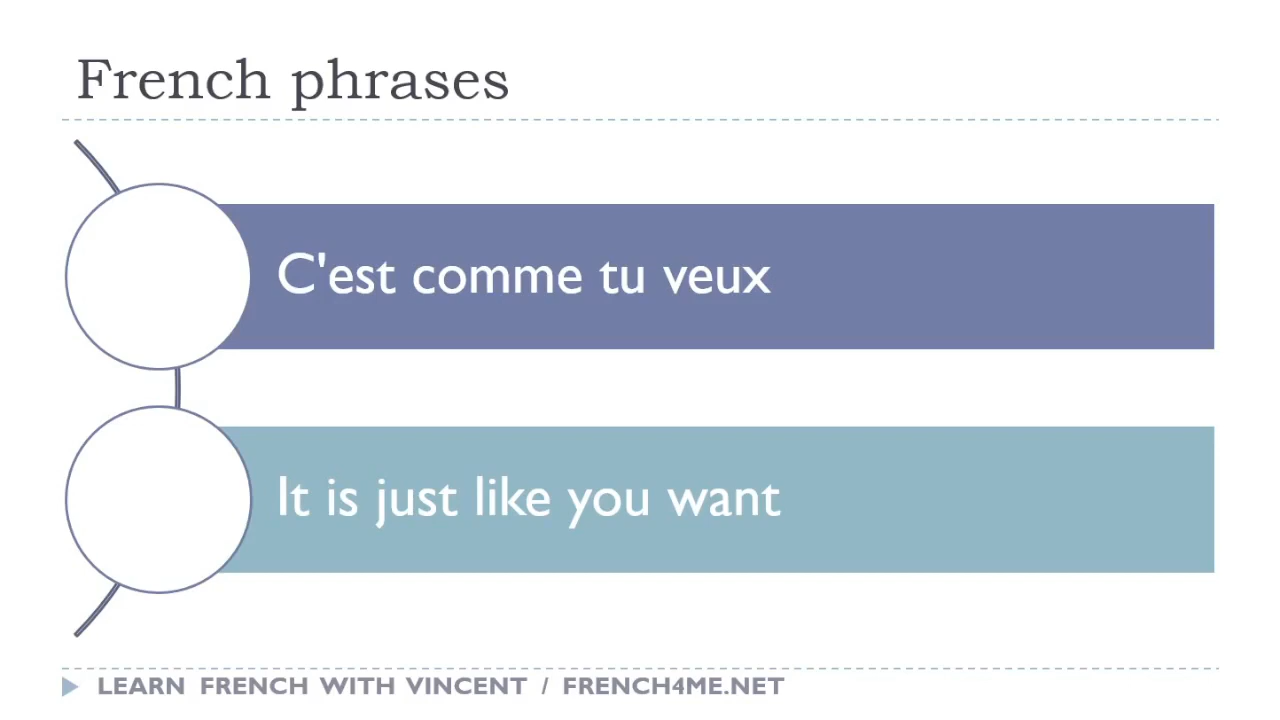 French phrases
C'est comme tu veux
It is just like you want
LEARN FRENCH WITH VINCENT / FRENCH4ME.NET